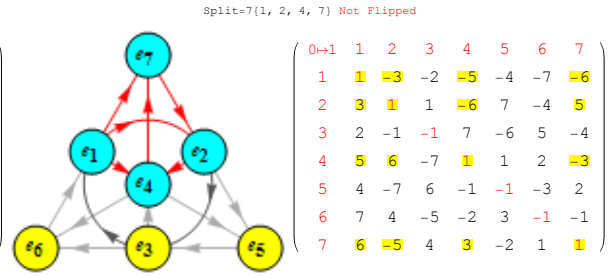 Split=7{1, 2, 4, 7} Not Flipped
e7
e1 e2
e4
e6 e3 e5
0↦1 1 2 3 4 5 6 7
1 1 −3 −2 −5 −4 −7 −6
2 3 1 1 −6 7 −4 5
3 2 −1 −1 7 −6 5 −4
4 5 6 −7 1 1 2 −3
5 4 −7 6 −1 −1 −3 2
6 7 4 −5 −2 3 −1 −1
7 6 −5 4 3 −2 1 1